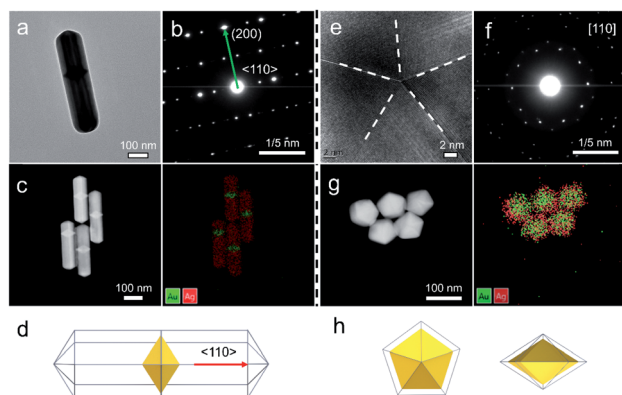 a
100 nm
b
(200)
<110>
1/5 nm
e
2 nm
2 nm
f
[110]
1/5 nm
c
100 nm
Au
Ag
g
100 nm
Au
Ag
d
<110>
h